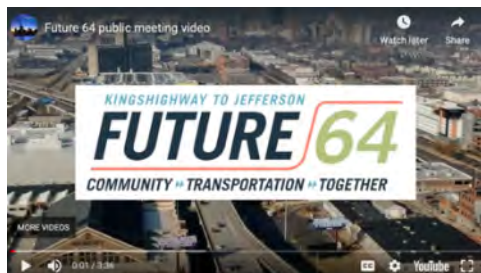 Future 64 public meeting video
Watch later
Share
KINGSHIGHWAY TO JEFFERSON
FUTURE 64
COMMUNITY » TRANSPORTATION » TOGETHER
MORE VIDEOS
0:01 / 3:36
CC
YouTube